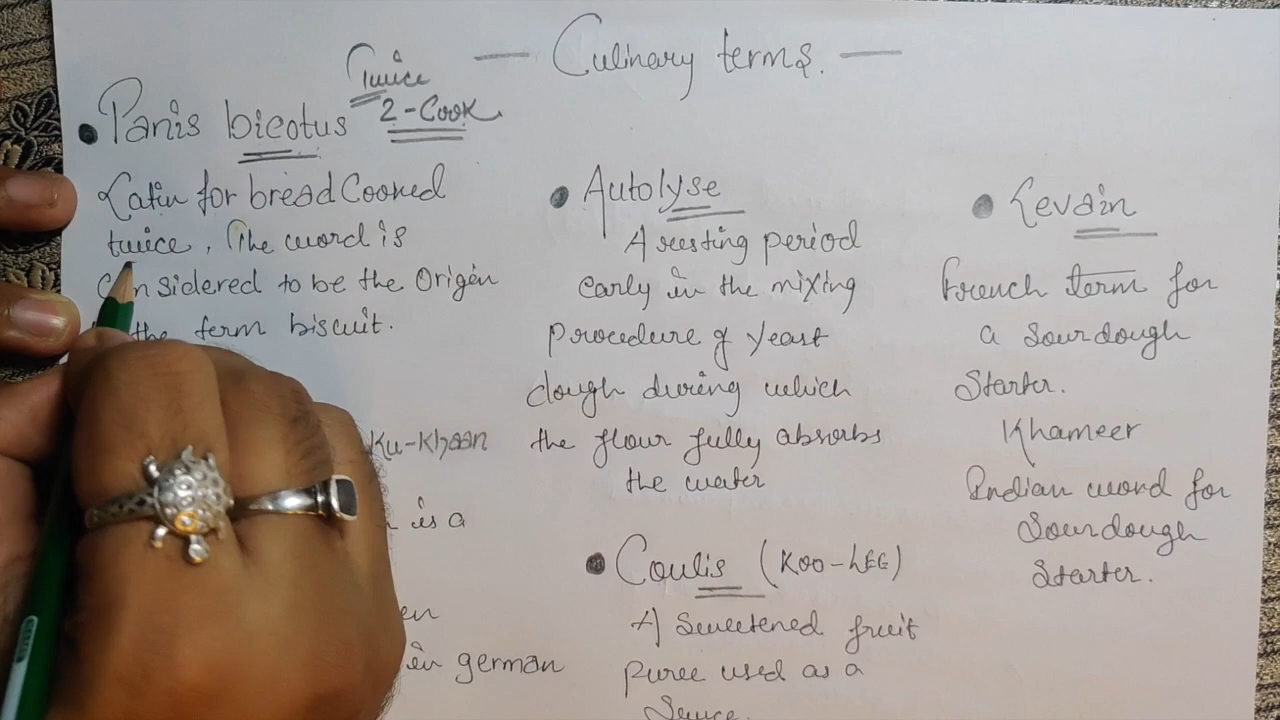 — Culinary terms. —
Twice
• Panis bicotus 2-Cook
Latin for bread Cooked
twice, The word is
Considered to be the Origin
the term biscuit.
Ku-Khaan
is a
en
in german
• Autolyse
A resting period
early in the mixing
Procedure of yeast
dough during which
the flour fully absorbs
the water
• Coulis (Koo-LEE)
A Sweetened fruit
Puree used as a
Sauce.
• Levain
French term for
a Sourdough
Starter.
Khameer
Indian word for
Sourdough
Starter.